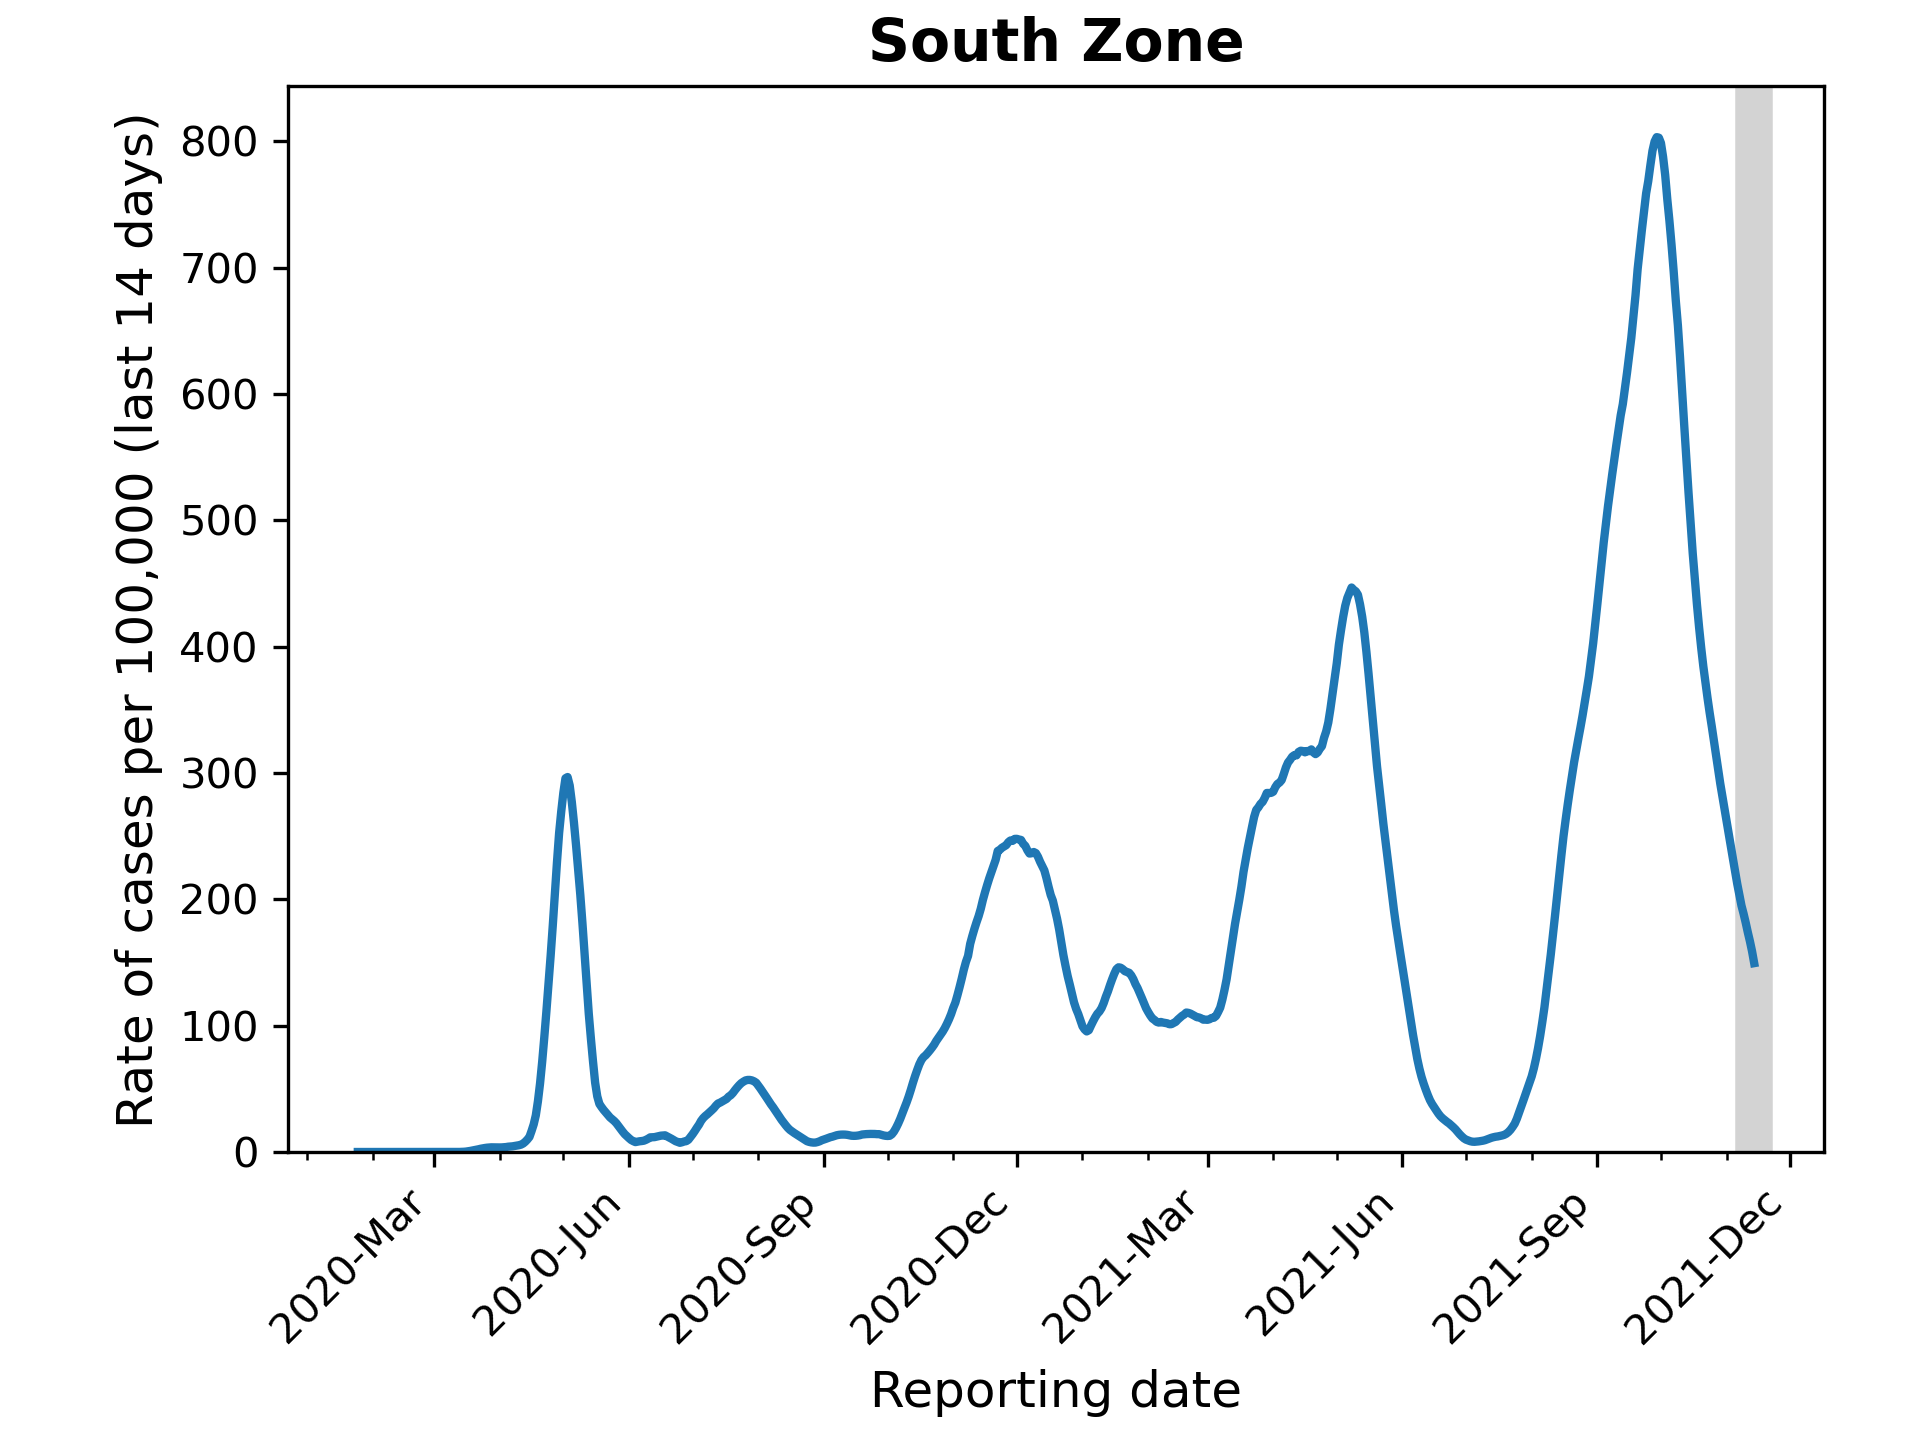 South Zone
Rate of cases per 100,000 (last 14 days)
800
700
600
500
400
300
200
100
0
2020-Mar
2020-Jun
2020-Sep
2020-Dec
2021-Mar
2021-Jun
2021-Sep
2021-Dec
Reporting date